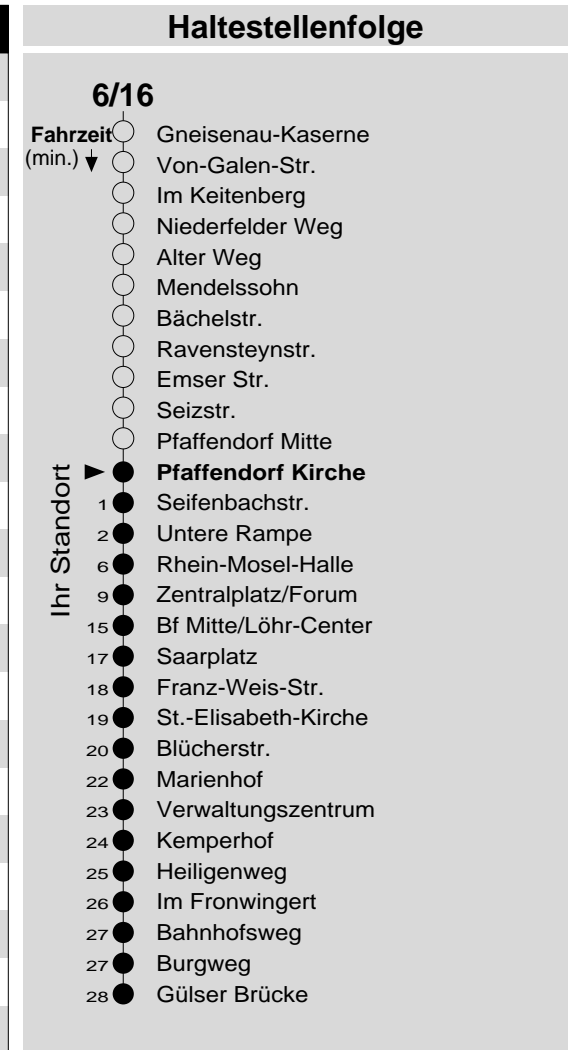 Haltestellenfolge
6/16
Fahrzeit
(min.)
Gneisenau-Kaserne
Von-Galen-Str.
Im Keitenberg
Niederfelder Weg
Alter Weg
Mendelssohn
Bächelstr.
Ravensteynstr.
Emser Str.
Seizstr.
Pfaffendorf Mitte
Ihr Standort
Pfaffendorf Kirche
1 Seifenbachstr.
2 Untere Rampe
6 Rhein-Mosel-Halle
9 Zentralplatz/Forum
15 Bf Mitte/Löhr-Center
17 Saarplatz
18 Franz-Weis-Str.
19 St.-Elisabeth-Kirche
20 Blücherstr.
22 Marienhof
23 Verwaltungszentrum
24 Kemperhof
25 Heiligenweg
26 Im Fronwingert
27 Bahnhofsweg
27 Burgweg
28 Gülser Brücke